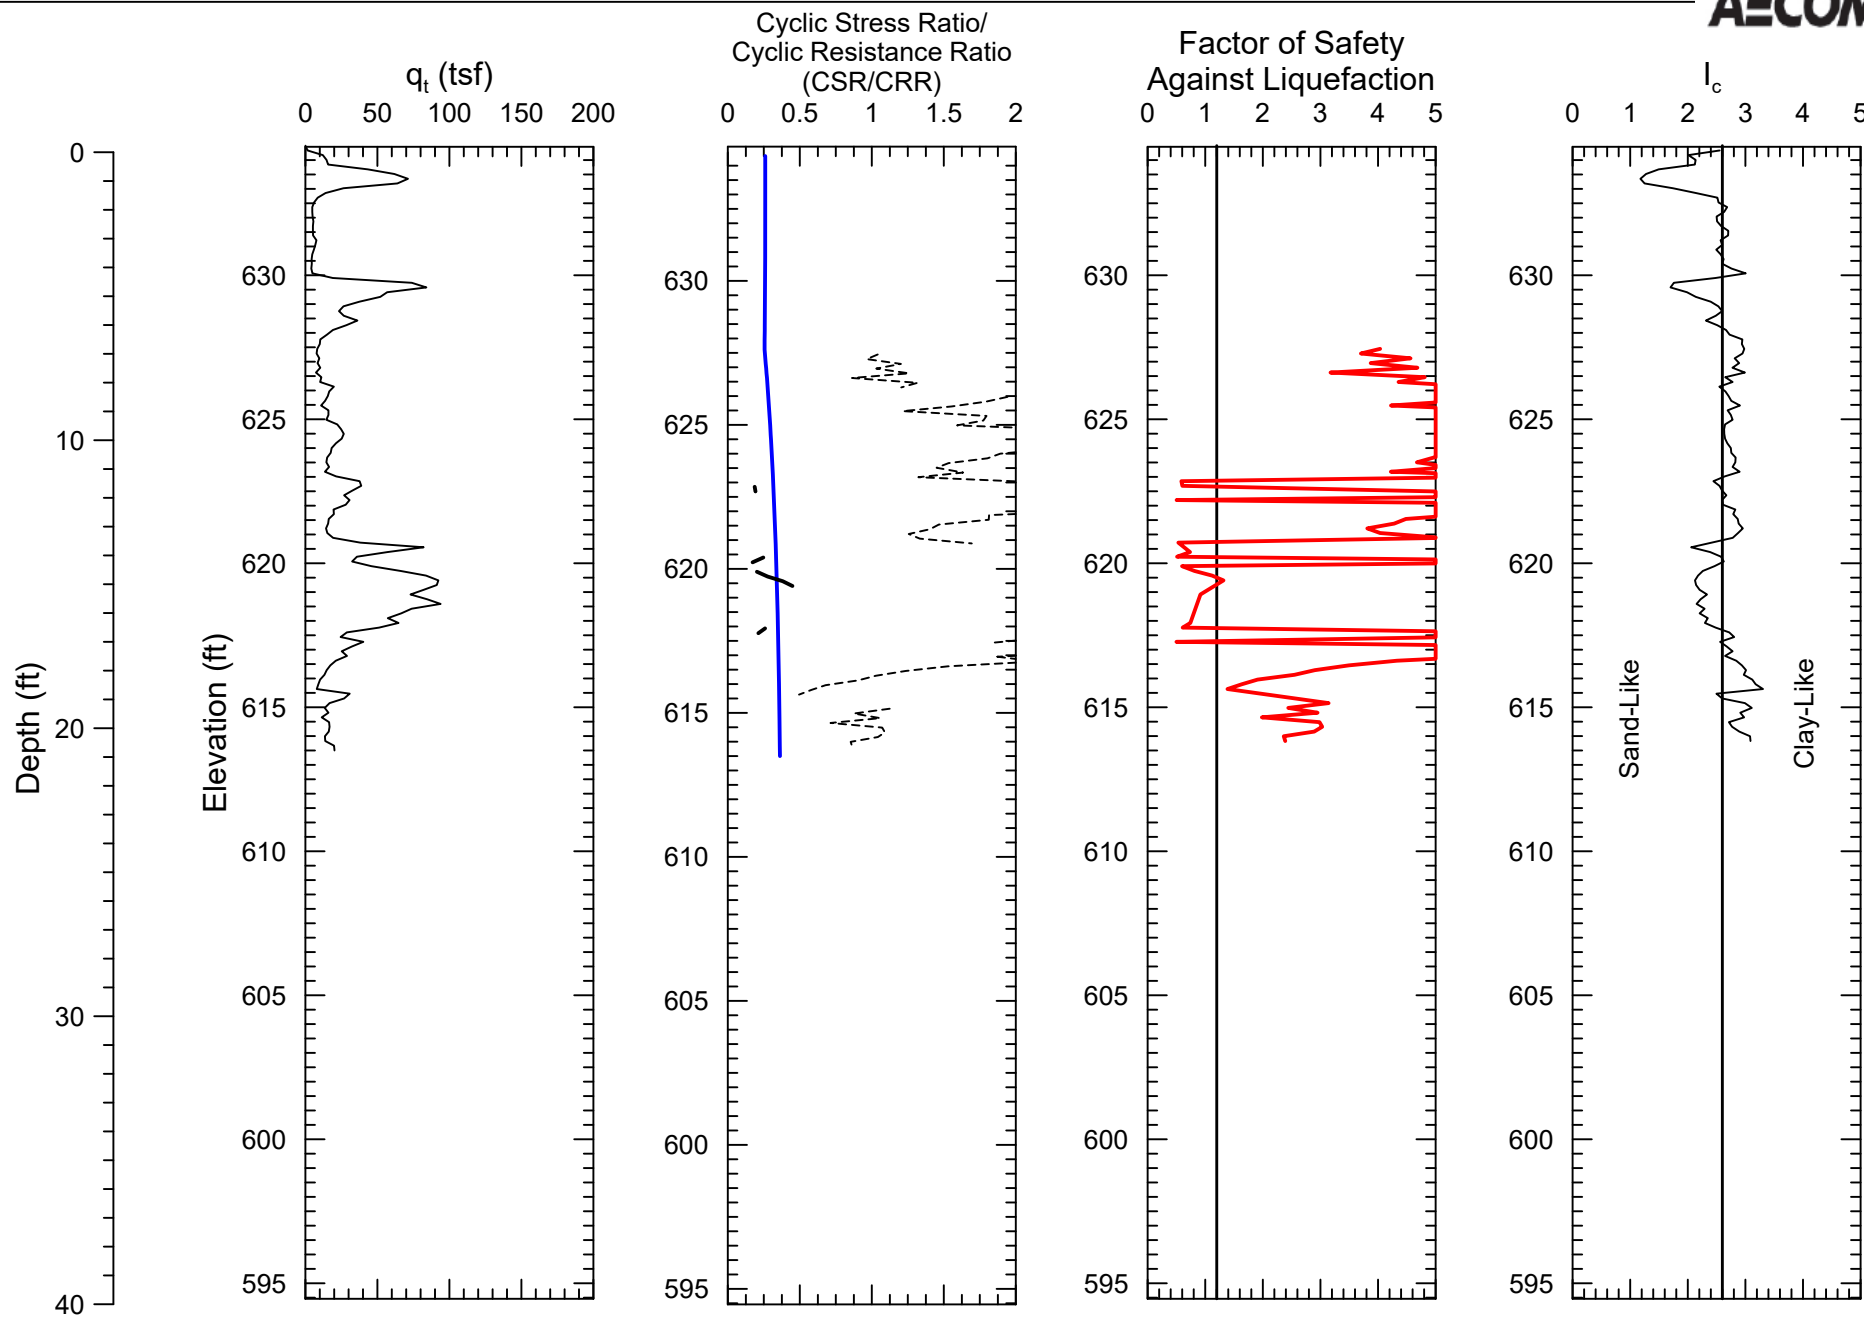 AECOM
Cyclic Stress Ratio/
Cyclic Resistance Ratio
(CSR/CRR)
Factor of Safety
Against Liquefaction
qt (tsf)
Ic
0 50 100 150 200
0 0.5 1 1.5 2
0 1 2 3 4 5
0 1 2 3 4 5
0
10
20
30
40
Depth (ft)
Elevation (ft)
630
625
620
615
610
605
600
595
630
625
620
615
610
605
600
595
630
625
620
615
610
605
600
595
630
625
620
615
610
605
600
595
Sand-Like
Clay-Like